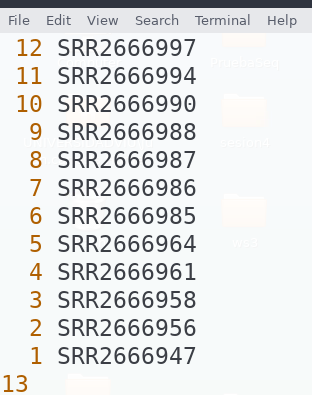 File Edit View Search Terminal Help
12 SRR2666997
11 SRR2666994
10 SRR2666990
9 SRR2666988
8 SRR2666987
7 SRR2666986
6 SRR2666985
5 SRR2666964
4 SRR2666961
3 SRR2666958
2 SRR2666956
1 SRR2666947
13